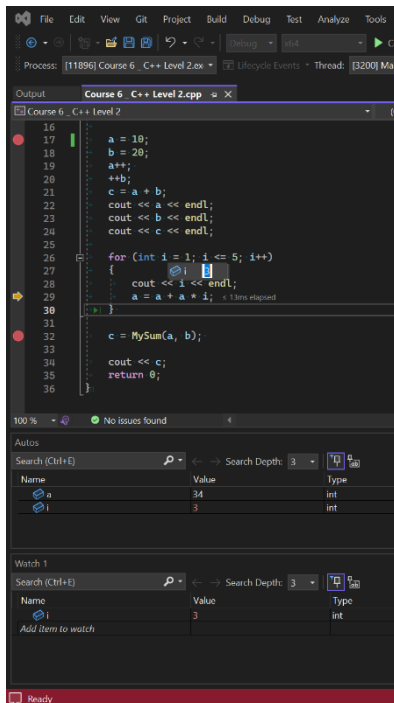 File Edit View Git Project Build Debug Test Analyze Tools
Debug x64 C
Process: [11896] Course 6 _ C++ Level 2.ex Lifecycle Events Thread: [3200] Ma
Output Course 6 _ C++ Level 2.cpp
Course 6 _ C++ Level 2
16
17 a = 10;
18 b = 20;
19 a++;
20 ++b;
21 c = a + b;
22 cout << a << endl;
23 cout << b << endl;
24 cout << c << endl;
25
26 for (int i = 1; i <= 5; i++)
27 { i 3
28 cout << i << endl;
29 a = a + a * i; ≤ 13ms elapsed
30 }
31
32 c = MySum(a, b);
33
34 cout << c;
35 return 0;
36 }
100 % No issues found
Autos
Search (Ctrl+E) Search Depth: 3
Name Value Type
a 34 int
i 3 int
Watch 1
Search (Ctrl+E) Search Depth: 3
Name Value Type
i 3 int
Add item to watch
Ready